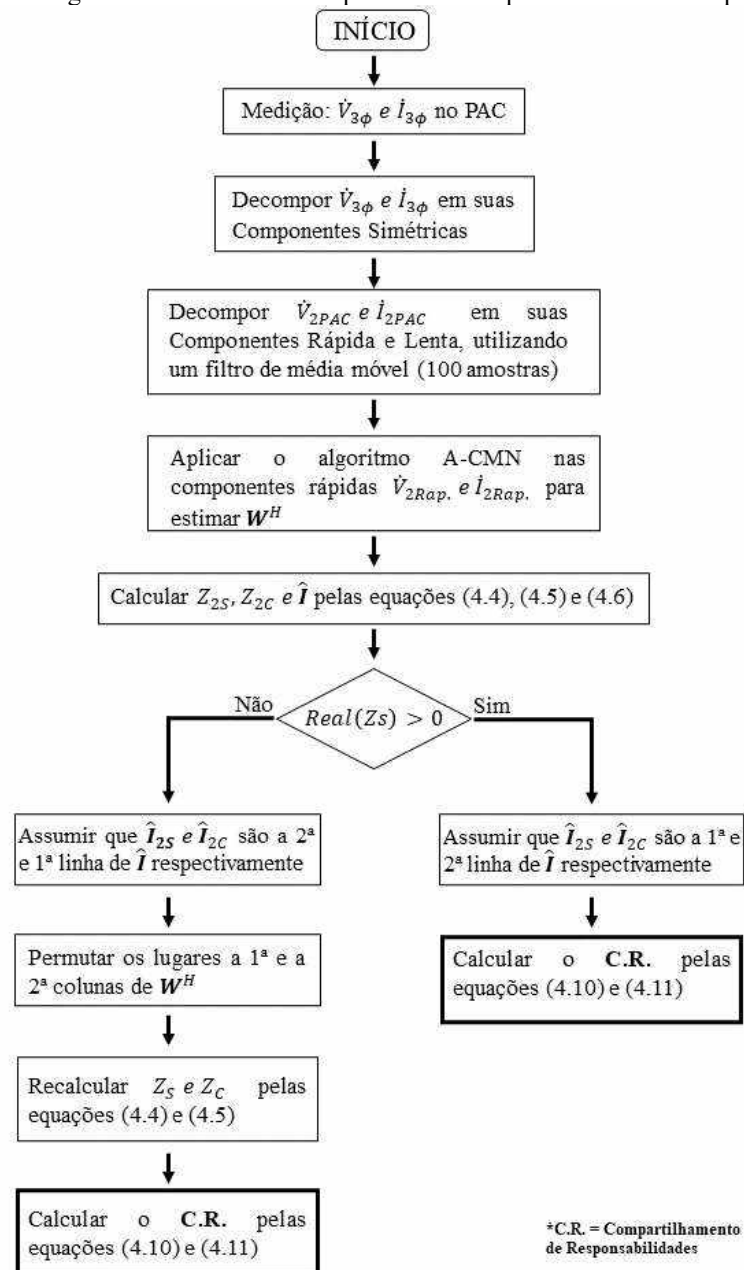 INÍCIO
Medição: V̇₃ϕ e İ₃ϕ no PAC
Decompor V̇₃ϕ e İ₃ϕ em suas
Componentes Simétricas
Decompor V̇₂PAC e İ₂PAC em suas
Componentes Rápida e Lenta, utilizando
um filtro de média móvel (100 amostras)
Aplicar o algoritmo A-CMN nas
componentes rápidas V̇₂Rap. e İ₂Rap. para
estimar Wᴴ
Calcular Z₂S, Z₂C e Î pelas equações (4.4), (4.5) e (4.6)
Não
Real(Zs) > 0
Sim
Assumir que Î₂S e Î₂C são a 2ª
e 1ª linha de Î respectivamente
Permutar os lugares a 1ª e a
2ª colunas de Wᴴ
Recalcular ZS e ZC pelas
equações (4.4) e (4.5)
Calcular o C.R. pelas
equações (4.10) e (4.11)
Assumir que Î₂S e Î₂C são a 1ª e
2ª linha de Î respectivamente
Calcular o C.R. pelas
equações (4.10) e (4.11)
*C.R. = Compartilhamento
de Responsabilidades